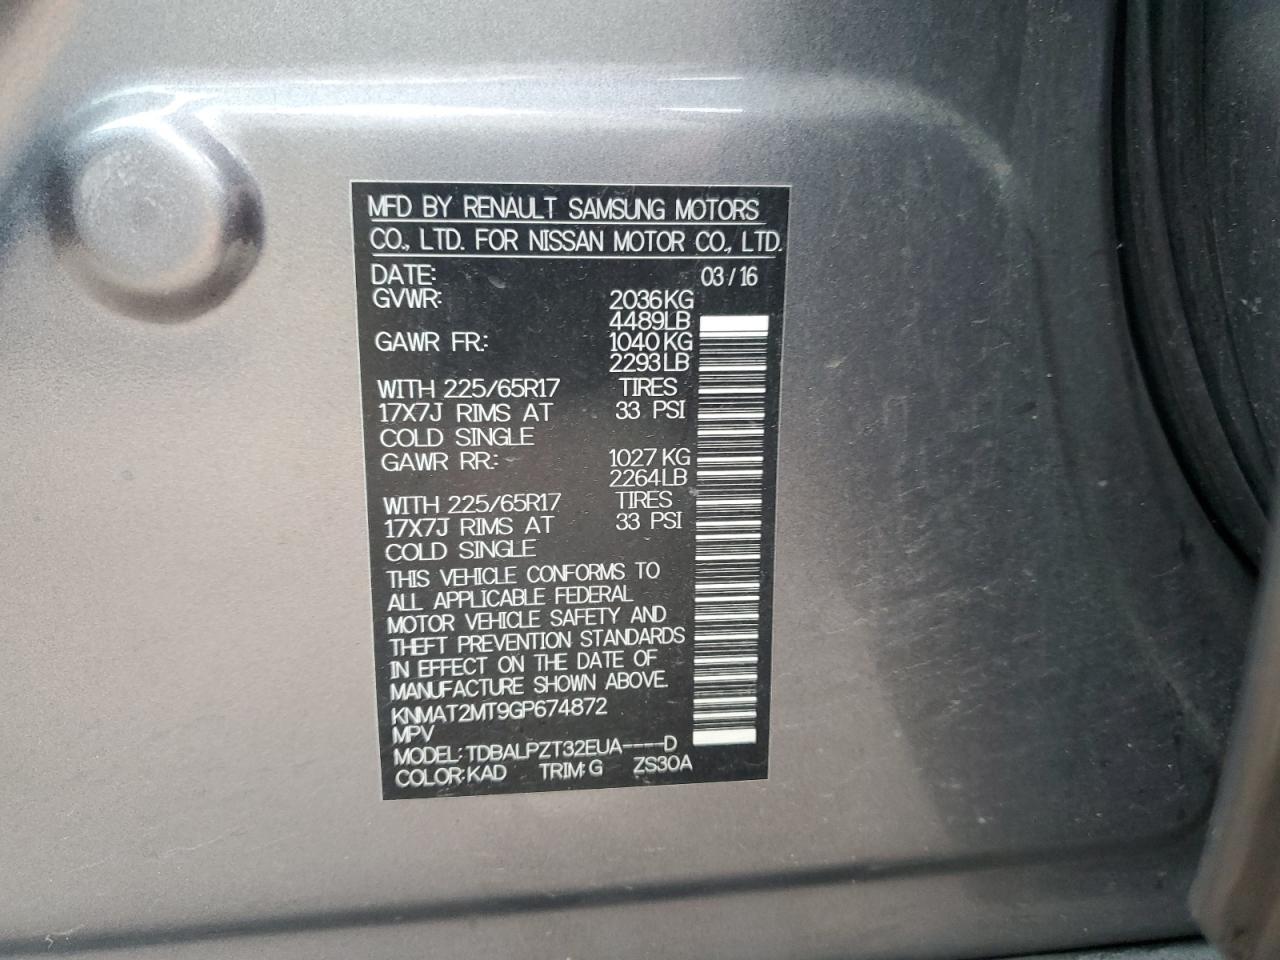 MFD BY RENAULT SAMSUNG MOTORS
CO., LTD. FOR NISSAN MOTOR CO., LTD.
DATE: 03/16
GVWR: 2036KG
4489LB
GAWR FR.: 1040KG
2293LB
WITH 225/65R17 TIRES
17X7J RIMS AT 33 PSI
COLD SINGLE
GAWR RR.: 1027KG
2264LB
WITH 225/65R17 TIRES
17X7J RIMS AT 33 PSI
COLD SINGLE
THIS VEHICLE CONFORMS TO
ALL APPLICABLE FEDERAL
MOTOR VEHICLE SAFETY AND
THEFT PREVENTION STANDARDS
IN EFFECT ON THE DATE OF
MANUFACTURE SHOWN ABOVE.
KNMAT2MT9GP674872
MPV
MODEL: TDBALPZT32EUA----D
COLOR:KAD TRIM:G ZS30A